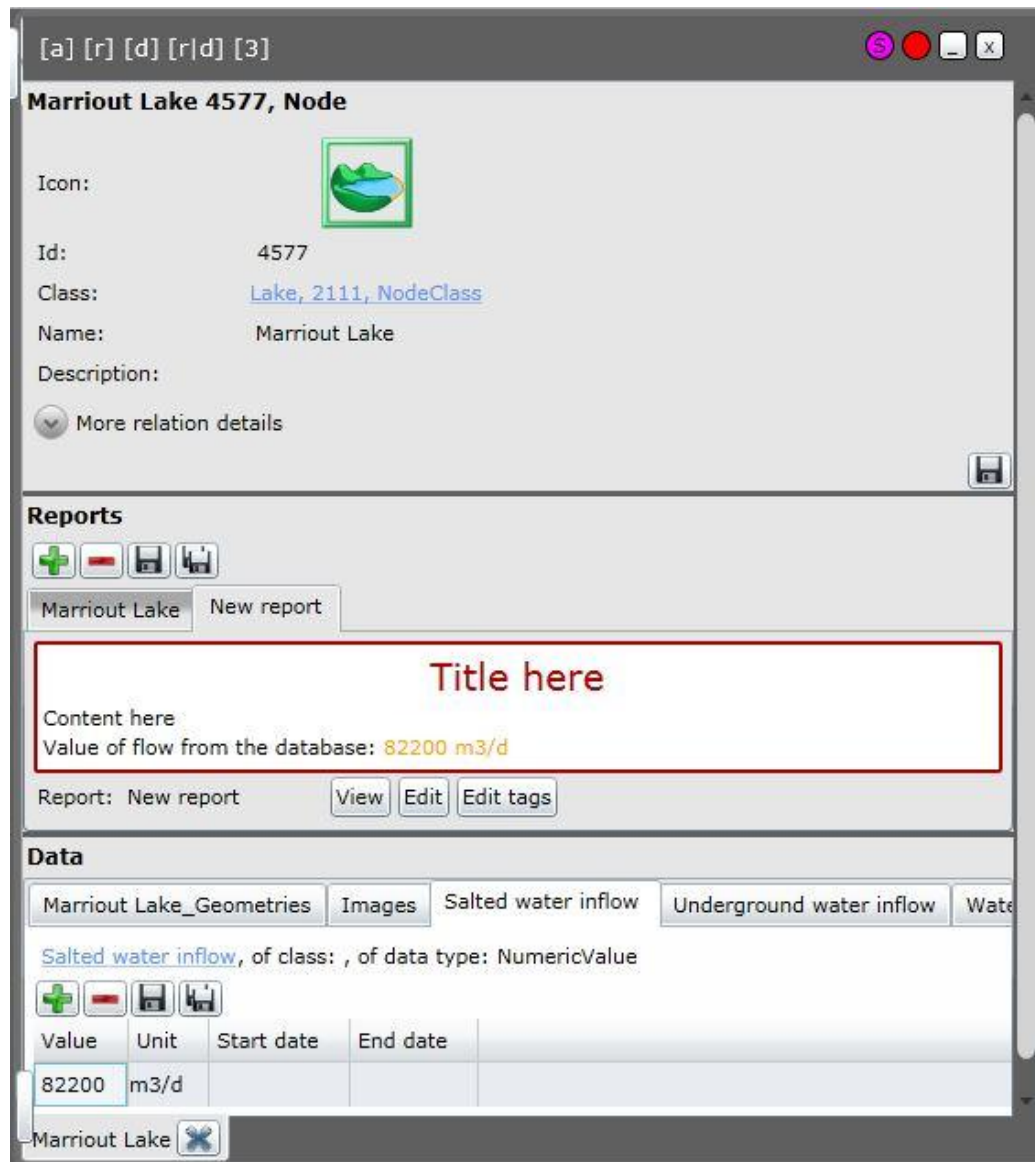 [a] [r] [d] [r|d] [3] S _ x
Marriout Lake 4577, Node
Icon:
Id: 4577
Class: Lake, 2111, NodeClass
Name: Marriout Lake
Description:
More relation details
Reports
Marriout Lake New report
Title here
Content here
Value of flow from the database: 82200 m3/d
Report: New report View Edit Edit tags
Data
Marriout Lake_Geometries Images Salted water inflow Underground water inflow Wate
Salted water inflow, of class: , of data type: NumericValue
Value Unit Start date End date
82200 m3/d
Marriout Lake